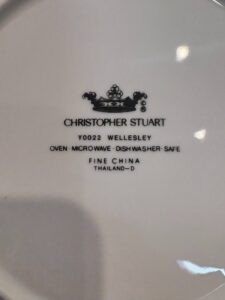 CHRISTOPHER STUART
Y0022 WELLESLEY
OVEN · MICROWAVE · DISHWASHER · SAFE
FINE CHINA
THAILAND-D